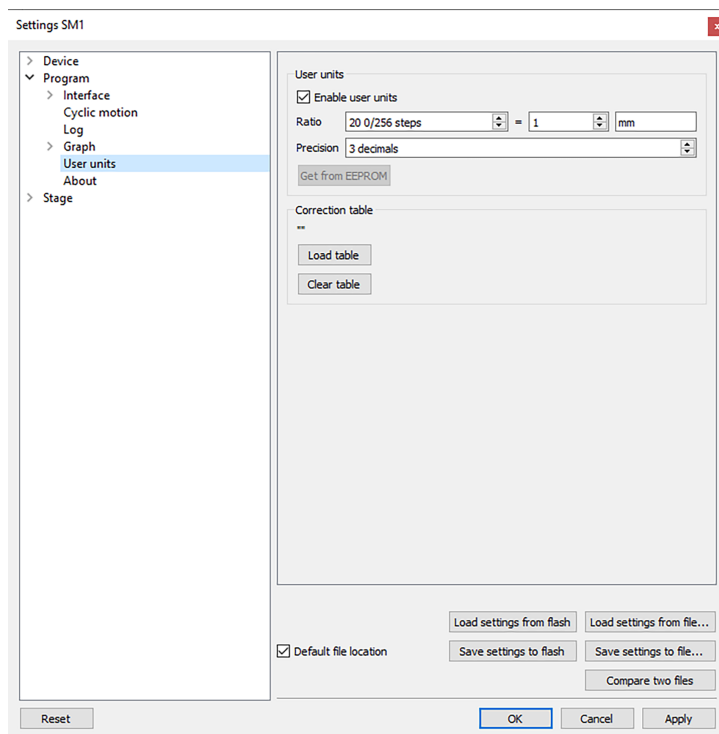 Settings SM1
Device
Program
Interface
Cyclic motion
Log
Graph
User units
About
Stage
User units
Enable user units
Ratio 20 0/256 steps = 1 mm
Precision 3 decimals
Get from EEPROM
Correction table
""
Load table
Clear table
Load settings from flash Load settings from file...
Default file location Save settings to flash Save settings to file...
Compare two files
Reset OK Cancel Apply